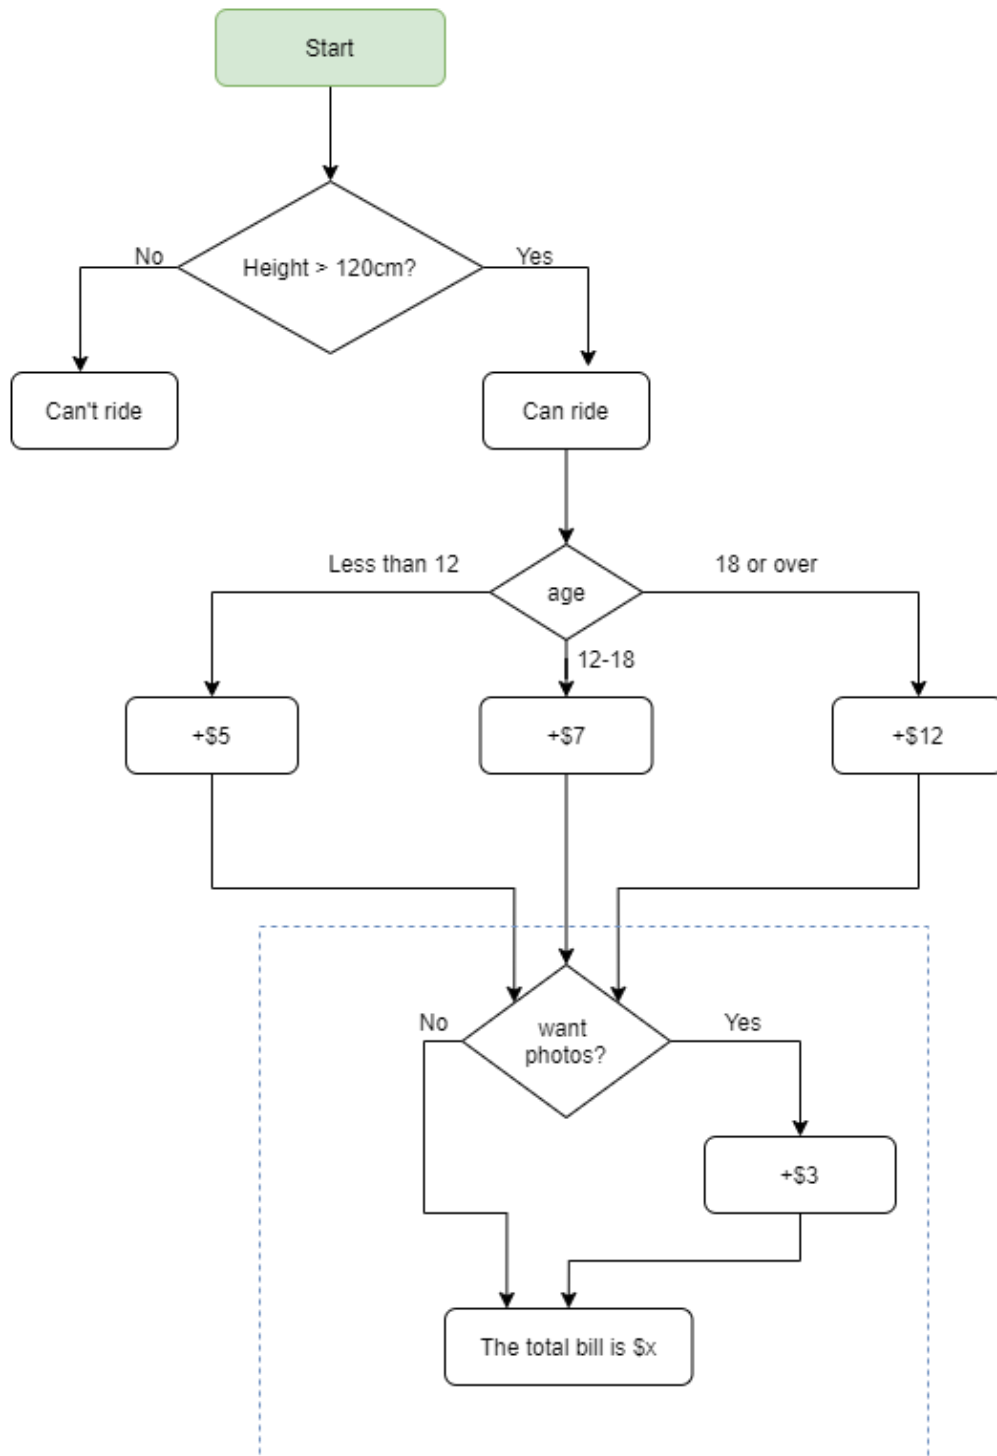 Start
Height > 120cm?
No
Yes
Can't ride
Can ride
age
Less than 12
18 or over
12-18
+$5
+$7
+$12
want
photos?
No
Yes
+$3
The total bill is $x